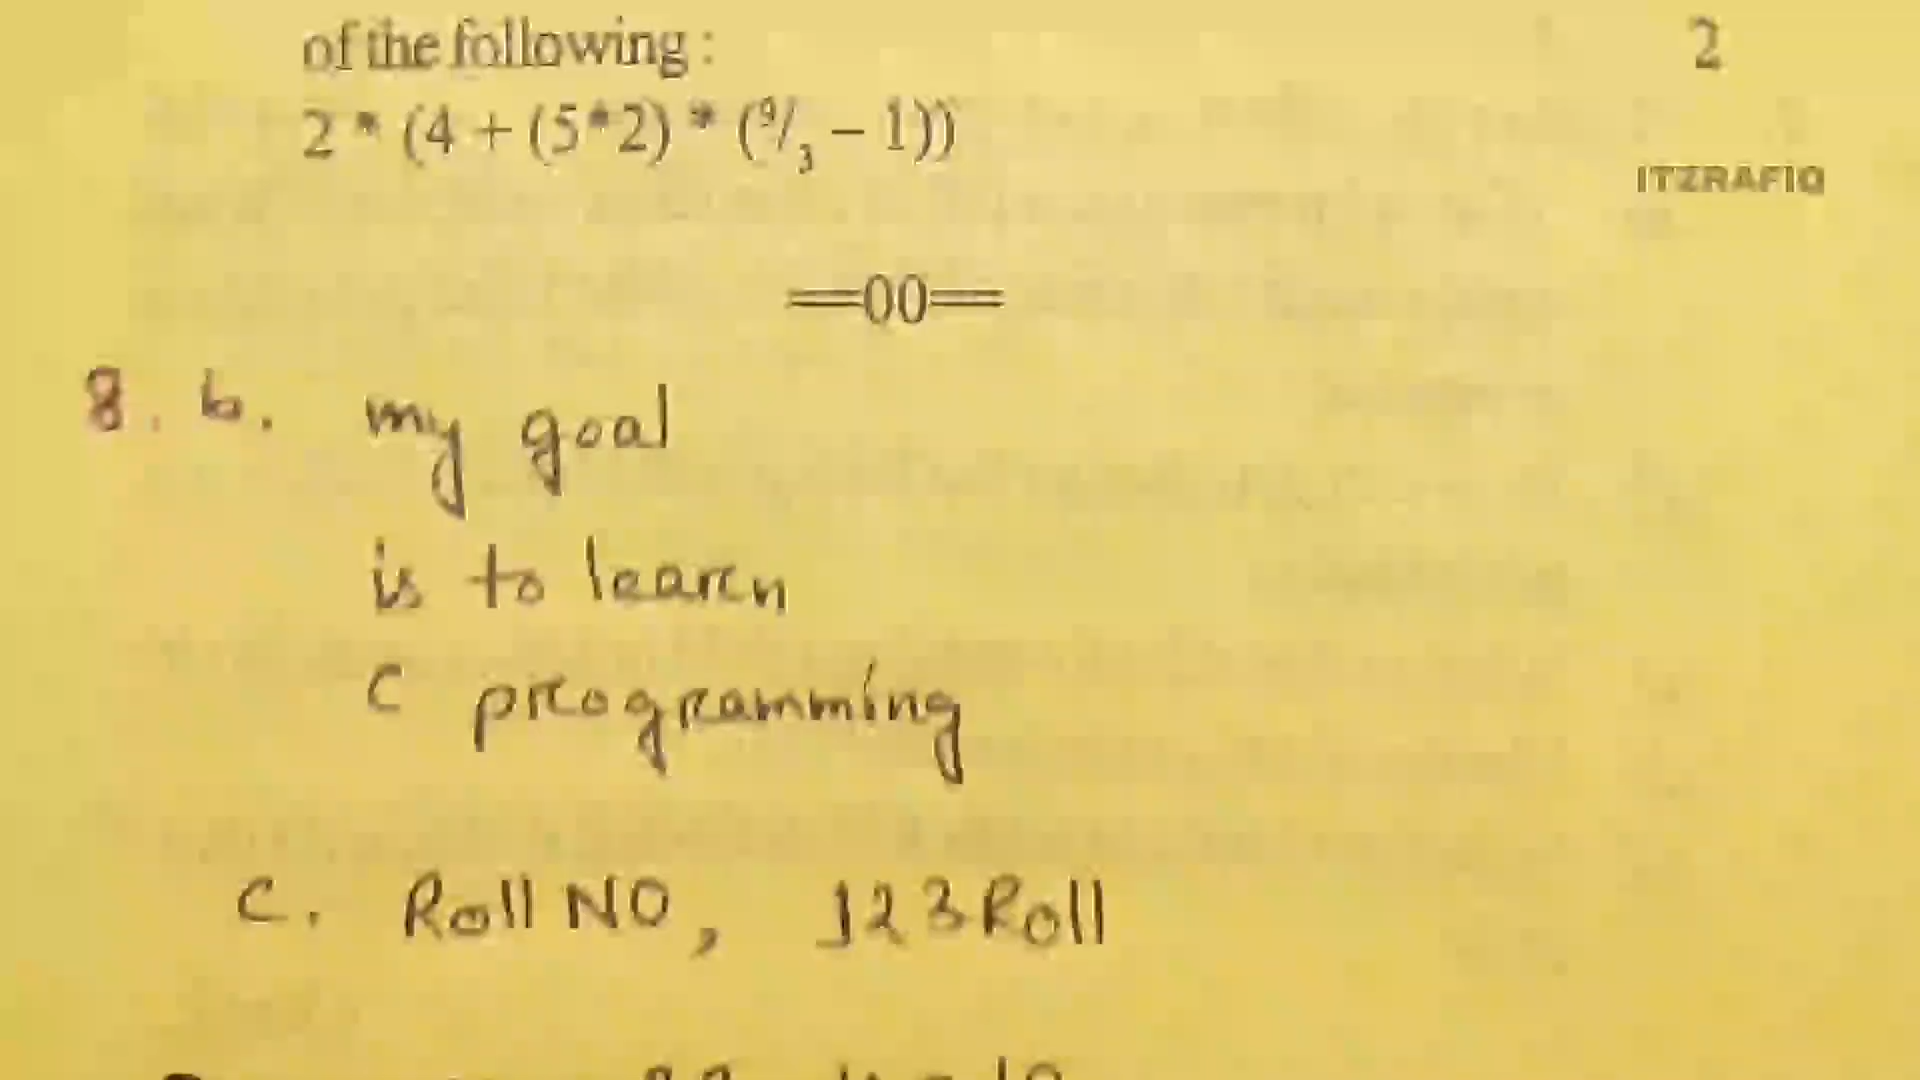 of the following : 2
2 * (4 + (5*2) * (9/3 – 1))
ITZRAFIQ
=00=
8. b. my goal
is to learn
C programming
C. Roll NO, 123Roll